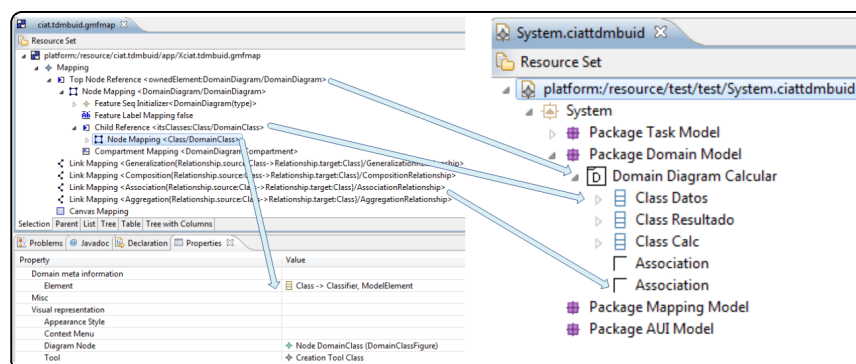 ciat.tdmbuid.gmfmap
Resource Set
platform:/resource/ciat.tdmbuid/app/Xciat.tdmbuid.gmfmap
Mapping
Top Node Reference <ownedElement:DomainDiagram/DomainDiagram>
Node Mapping <DomainDiagram/DomainDiagram>
Feature Seq Initializer <DomainDiagram(type)>
Feature Label Mapping false
Child Reference <itsClasses:Class/DomainClass>
Node Mapping <Class/DomainClass>
Compartment Mapping <DomainDiagramCompartment>
Link Mapping <Generalization{Relationship.source:Class->Relationship.target:Class}/GeneralizationRelationship>
Link Mapping <Composition{Relationship.source:Class->Relationship.target:Class}/CompositionRelationship>
Link Mapping <Association{Relationship.source:Class->Relationship.target:Class}/AssociationRelationship>
Link Mapping <Aggregation{Relationship.source:Class->Relationship.target:Class}/AggregationRelationship>
Canvas Mapping
Selection Parent List Tree Table Tree with Columns
Problems @ Javadoc Declaration Properties
Property Value
Domain meta information
Element Class -> Classifier, ModelElement
Misc
Visual representation
Appearance Style
Context Menu
Diagram Node Node DomainClass (DomainClassFigure)
Tool Creation Tool Class
System.ciattdmbuid
Resource Set
platform:/resource/test/test/System.ciattdmbuid
System
Package Task Model
Package Domain Model
D Domain Diagram Calcular
Class Datos
Class Resultado
Class Calc
Association
Association
Package Mapping Model
Package AUI Model